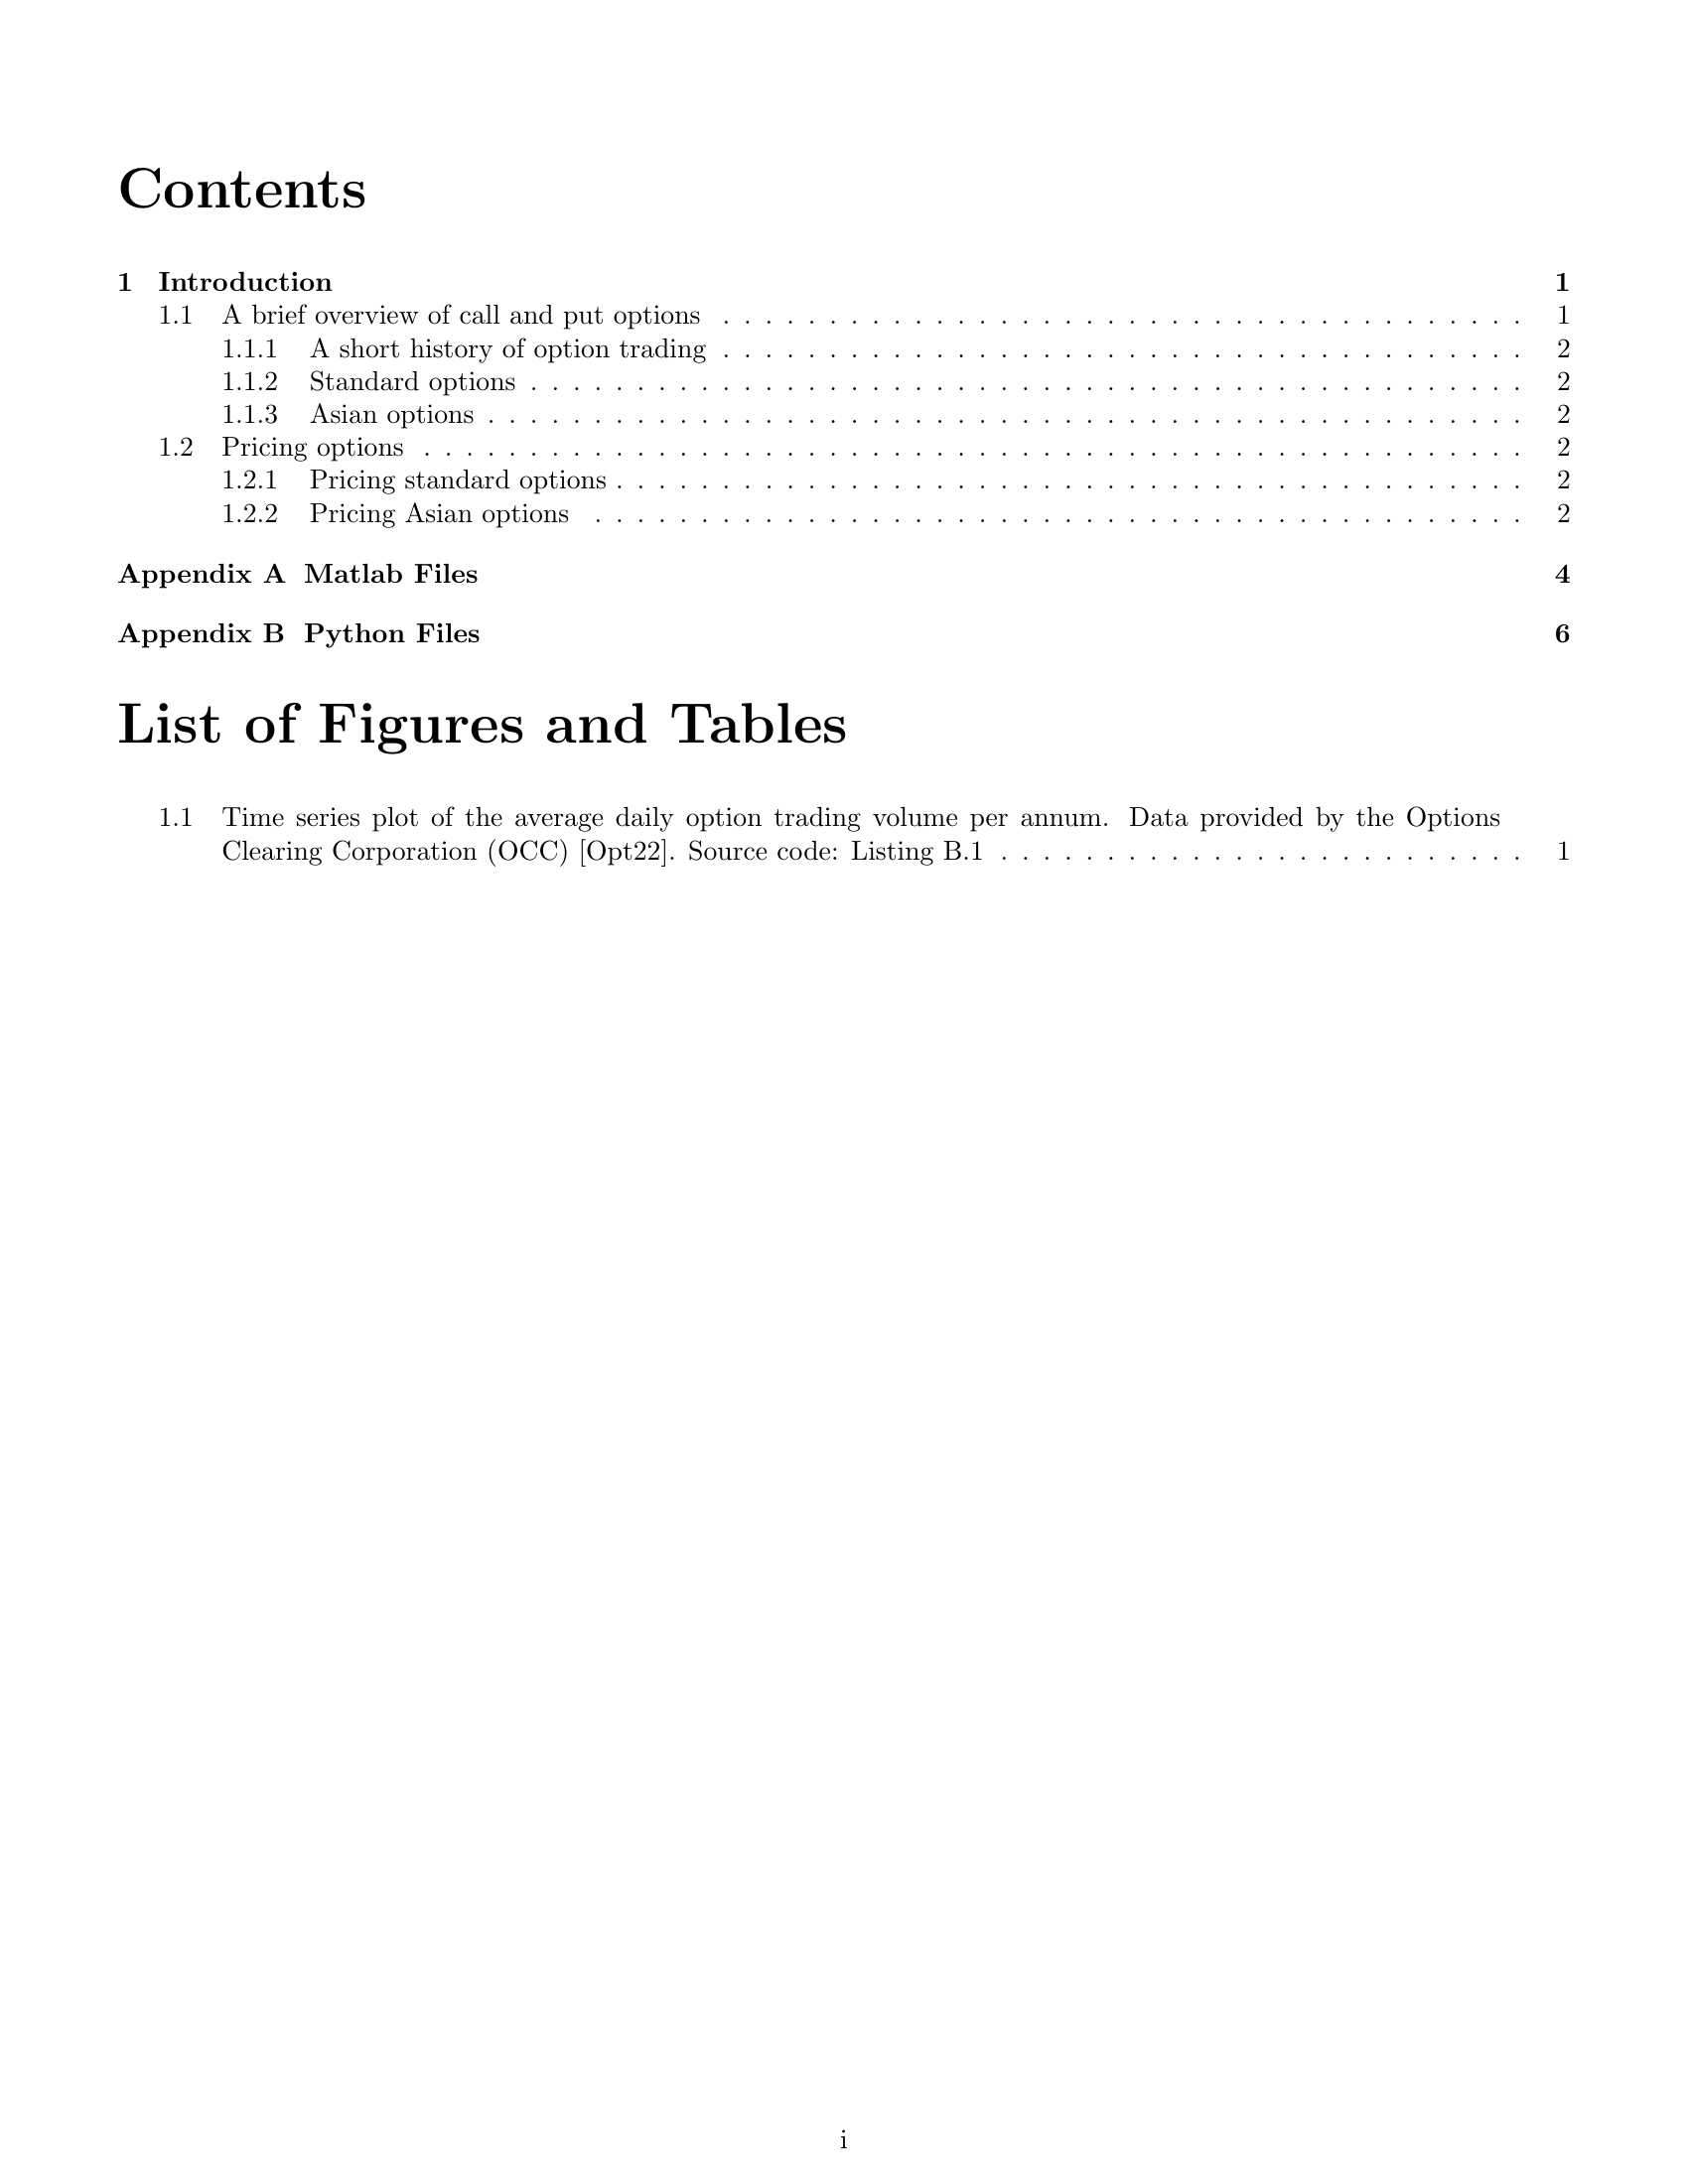 Contents
1 Introduction 1
1.1 A brief overview of call and put options . . . . . . . . . . . . . . . . . . . . . . . . . . . . . . . . . . . . . . 1
1.1.1 A short history of option trading . . . . . . . . . . . . . . . . . . . . . . . . . . . . . . . . . . . . . . 2
1.1.2 Standard options . . . . . . . . . . . . . . . . . . . . . . . . . . . . . . . . . . . . . . . . . . . . . . . 2
1.1.3 Asian options . . . . . . . . . . . . . . . . . . . . . . . . . . . . . . . . . . . . . . . . . . . . . . . . . 2
1.2 Pricing options . . . . . . . . . . . . . . . . . . . . . . . . . . . . . . . . . . . . . . . . . . . . . . . . . . . . 2
1.2.1 Pricing standard options . . . . . . . . . . . . . . . . . . . . . . . . . . . . . . . . . . . . . . . . . . . 2
1.2.2 Pricing Asian options . . . . . . . . . . . . . . . . . . . . . . . . . . . . . . . . . . . . . . . . . . . . 2
Appendix A Matlab Files 4
Appendix B Python Files 6
List of Figures and Tables
1.1 Time series plot of the average daily option trading volume per annum. Data provided by the Options
Clearing Corporation (OCC) [Opt22]. Source code: Listing B.1 . . . . . . . . . . . . . . . . . . . . . . . . . 1
i